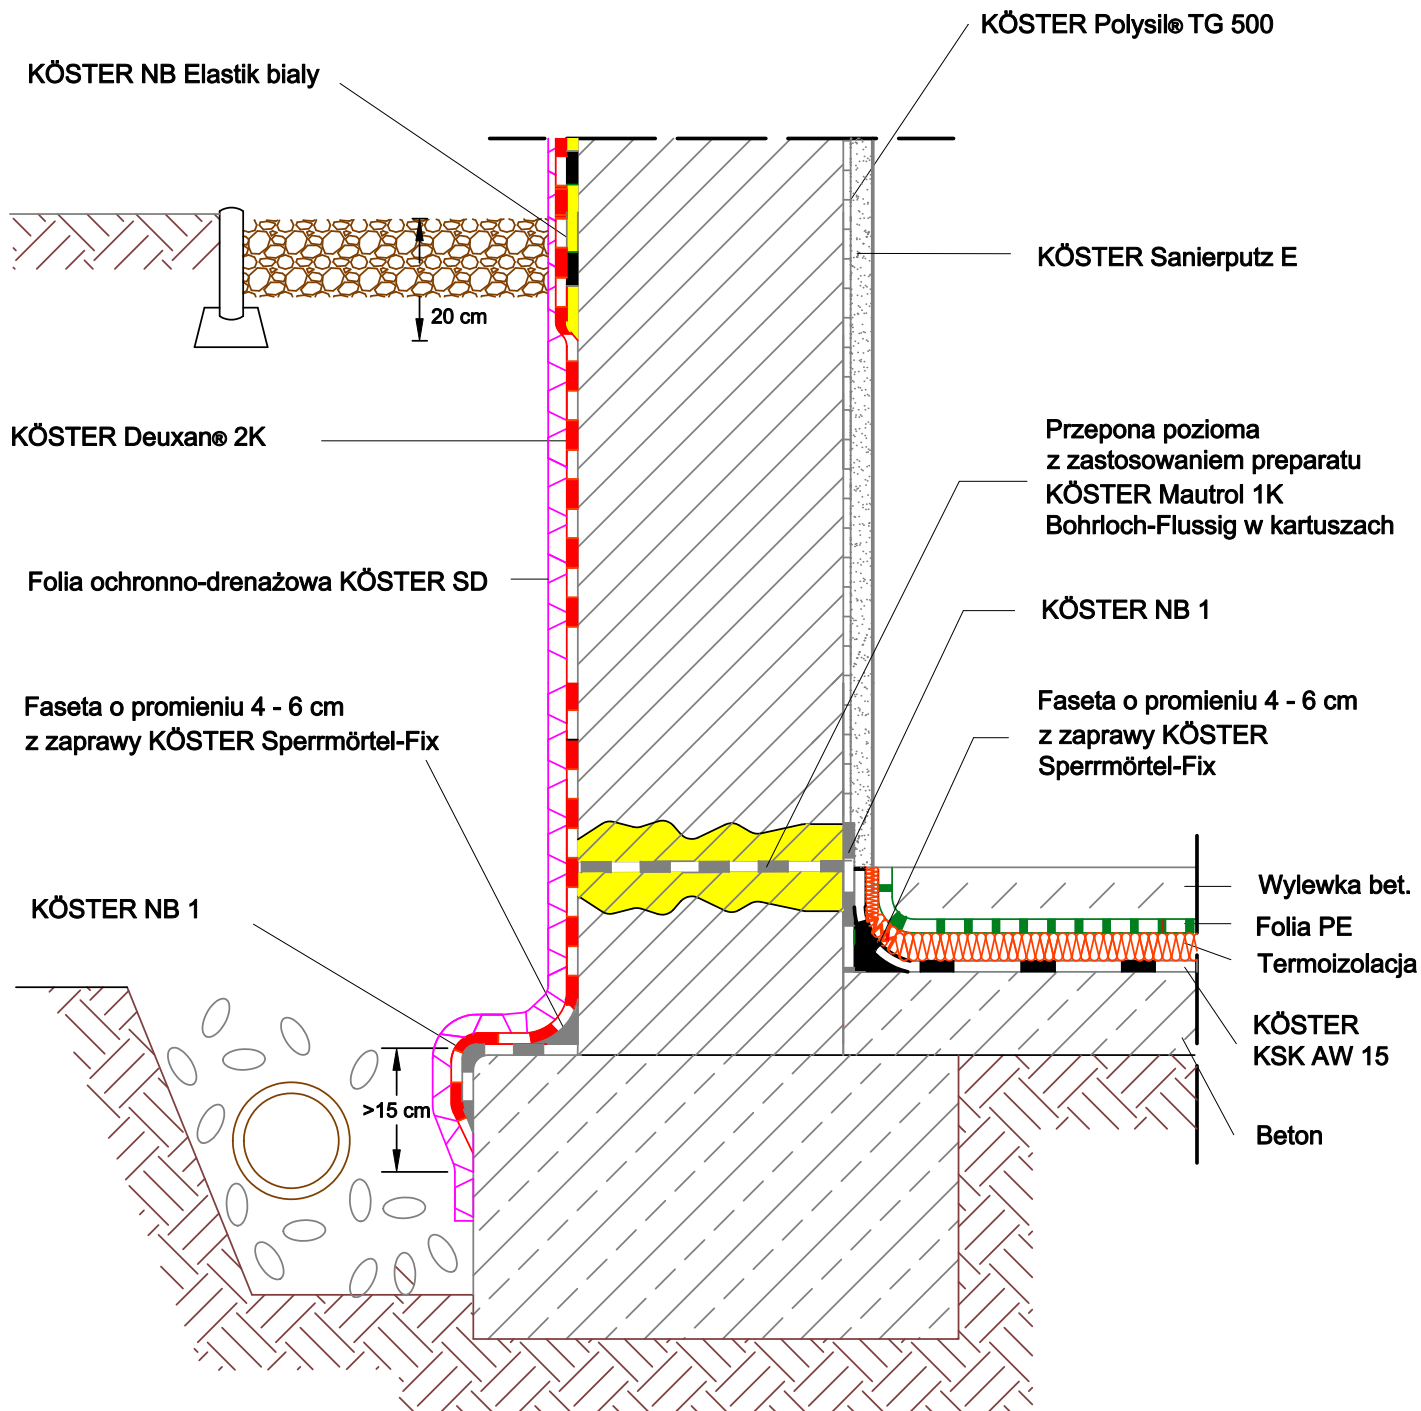 KÖSTER Polysil® TG 500
KÖSTER NB Elastik bialy
KÖSTER Sanierputz E
20 cm
KÖSTER Deuxan® 2K
Przepona pozioma
z zastosowaniem preparatu
KÖSTER Mautrol 1K
Bohrloch-Flussig w kartuszach
Folia ochronno-drenażowa KÖSTER SD
KÖSTER NB 1
Faseta o promieniu 4 - 6 cm
z zaprawy KÖSTER Sperrmörtel-Fix
Faseta o promieniu 4 - 6 cm
z zaprawy KÖSTER
Sperrmörtel-Fix
KÖSTER NB 1
Wylewka bet.
Folia PE
Termoizolacja
KÖSTER
KSK AW 15
>15 cm
Beton